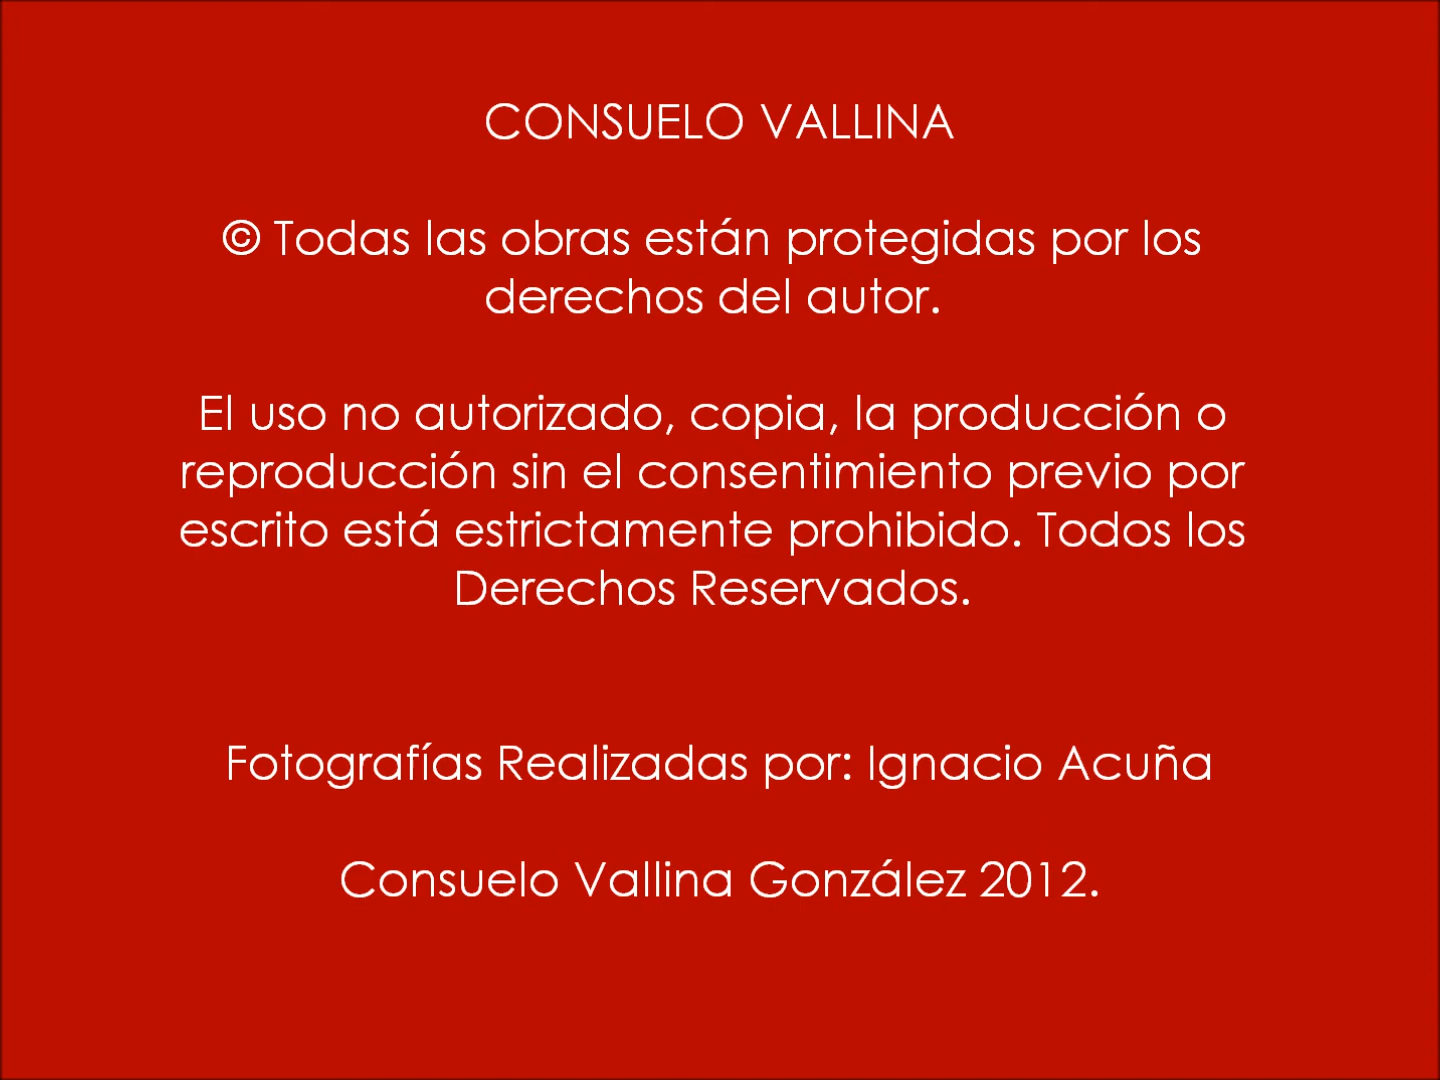 CONSUELO VALLINA
© Todas las obras están protegidas por los
derechos del autor.
El uso no autorizado, copia, la producción o
reproducción sin el consentimiento previo por
escrito está estrictamente prohibido. Todos los
Derechos Reservados.
Fotografías Realizadas por: Ignacio Acuña
Consuelo Vallina González 2012.